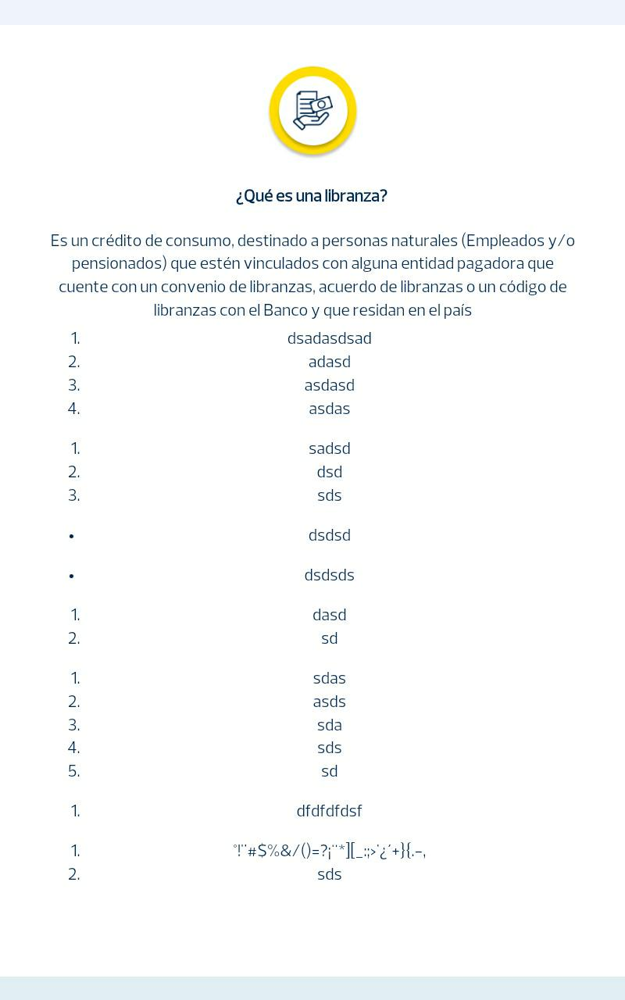 ¿Qué es una libranza?
Es un crédito de consumo, destinado a personas naturales (Empleados y/o
pensionados) que estén vinculados con alguna entidad pagadora que
cuente con un convenio de libranzas, acuerdo de libranzas o un código de
libranzas con el Banco y que residan en el país
1. dsadasdsad
2. adasd
3. asdasd
4. asdas
1. sadsd
2. dsd
3. sds
• dsdsd
• dsdsds
1. dasd
2. sd
1. sdas
2. asds
3. sda
4. sds
5. sd
1. dfdfdfdsf
1. °!"#$%&/()=?¡¨*][_:;>'¿´+}{.-,
2. sds